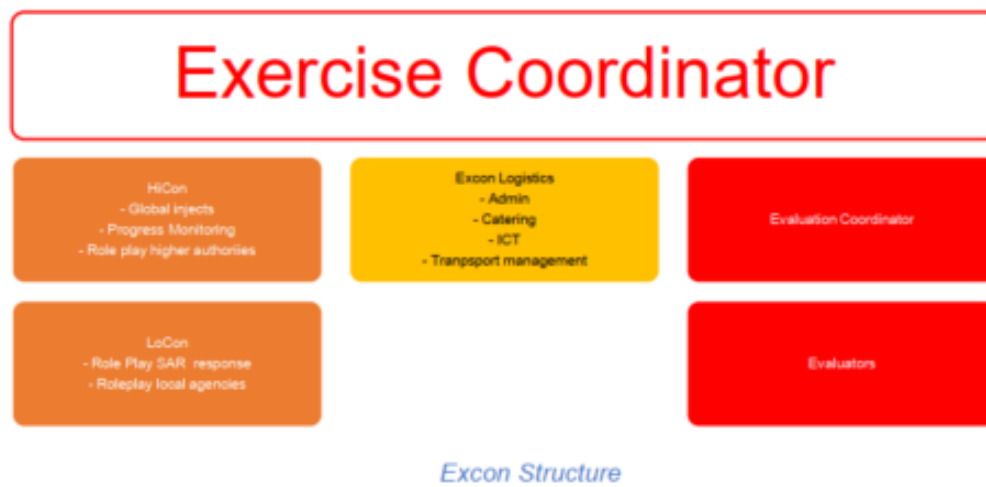 Exercise Coordinator
HiCon
- Global injects
- Progress Monitoring
- Role play higher authoriies
Excon Logistics
- Admin
- Catering
- ICT
- Tranpsport management
Evaluation Coordinator
LoCon
- Role Play SAR response
- Roleplay local agencies
Evaluators
Excon Structure